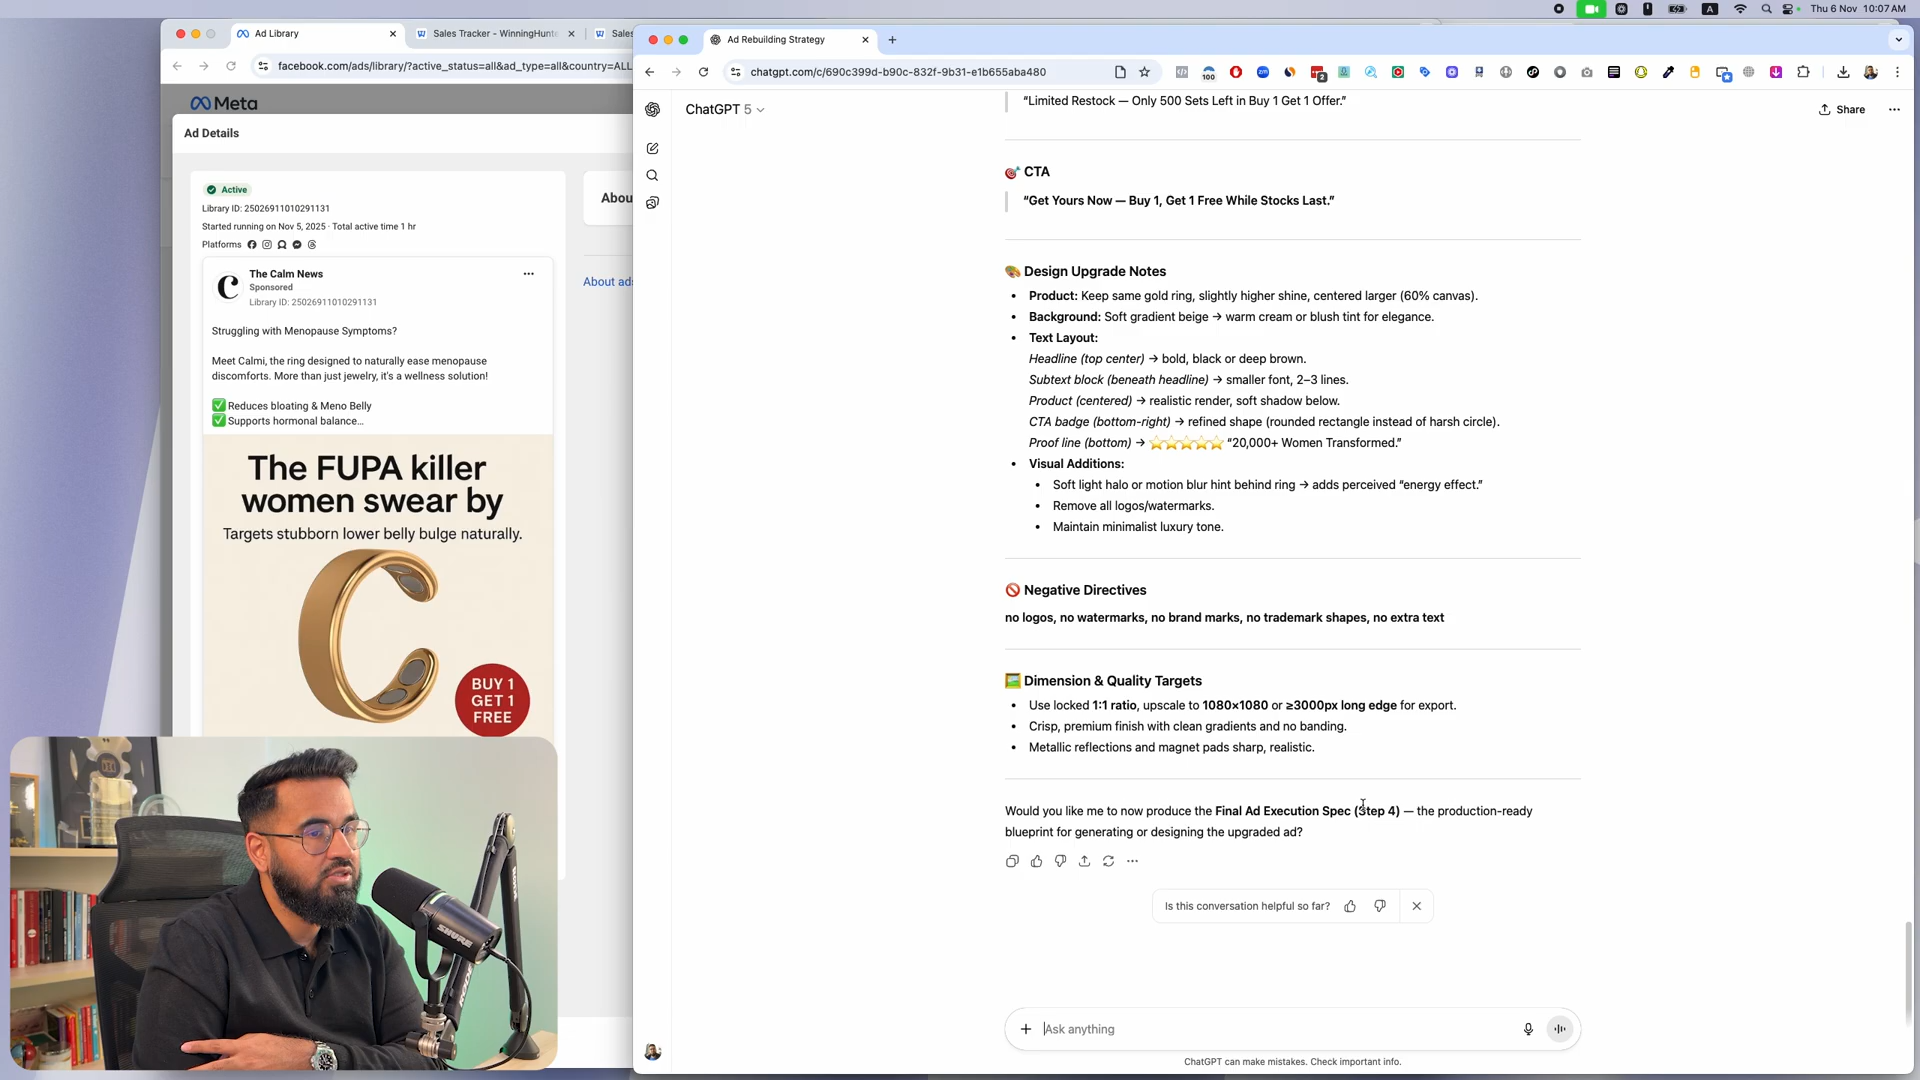 Thu 6 Nov 10:07 AM
Ad Library
Sales Tracker - WinningHunte
Sales
facebook.com/ads/library/?active_status=all&ad_type=all&country=ALL
Meta
Ad Details
Active
Library ID: 25026911010291131
Started running on Nov 5, 2025 · Total active time 1 hr
Platforms
The Calm News
Sponsored
Library ID: 25026911010291131
Struggling with Menopause Symptoms?
Meet Calmi, the ring designed to naturally ease menopause
discomforts. More than just jewelry, it's a wellness solution!
✅ Reduces bloating & Meno Belly
✅ Supports hormonal balance...
The FUPA killer
women swear by
Targets stubborn lower belly bulge naturally.
BUY 1
GET 1
FREE
Abou
About ads
SHURE
Ad Rebuilding Strategy
chatgpt.com/c/690c399d-b90c-832f-9b31-e1b655aba480
ChatGPT 5
Share
“Limited Restock — Only 500 Sets Left in Buy 1 Get 1 Offer.”
🎯 CTA
“Get Yours Now — Buy 1, Get 1 Free While Stocks Last.”
🎨 Design Upgrade Notes
• Product: Keep same gold ring, slightly higher shine, centered larger (60% canvas).
• Background: Soft gradient beige → warm cream or blush tint for elegance.
• Text Layout:
Headline (top center) → bold, black or deep brown.
Subtext block (beneath headline) → smaller font, 2–3 lines.
Product (centered) → realistic render, soft shadow below.
CTA badge (bottom-right) → refined shape (rounded rectangle instead of harsh circle).
Proof line (bottom) → ⭐⭐⭐⭐⭐ “20,000+ Women Transformed.”
• Visual Additions:
• Soft light halo or motion blur hint behind ring → adds perceived “energy effect.”
• Remove all logos/watermarks.
• Maintain minimalist luxury tone.
🚫 Negative Directives
no logos, no watermarks, no brand marks, no trademark shapes, no extra text
🖼️ Dimension & Quality Targets
• Use locked 1:1 ratio, upscale to 1080×1080 or ≥3000px long edge for export.
• Crisp, premium finish with clean gradients and no banding.
• Metallic reflections and magnet pads sharp, realistic.
Would you like me to now produce the Final Ad Execution Spec (Step 4) — the production-ready
blueprint for generating or designing the upgraded ad?
Is this conversation helpful so far?
Ask anything
ChatGPT can make mistakes. Check important info.